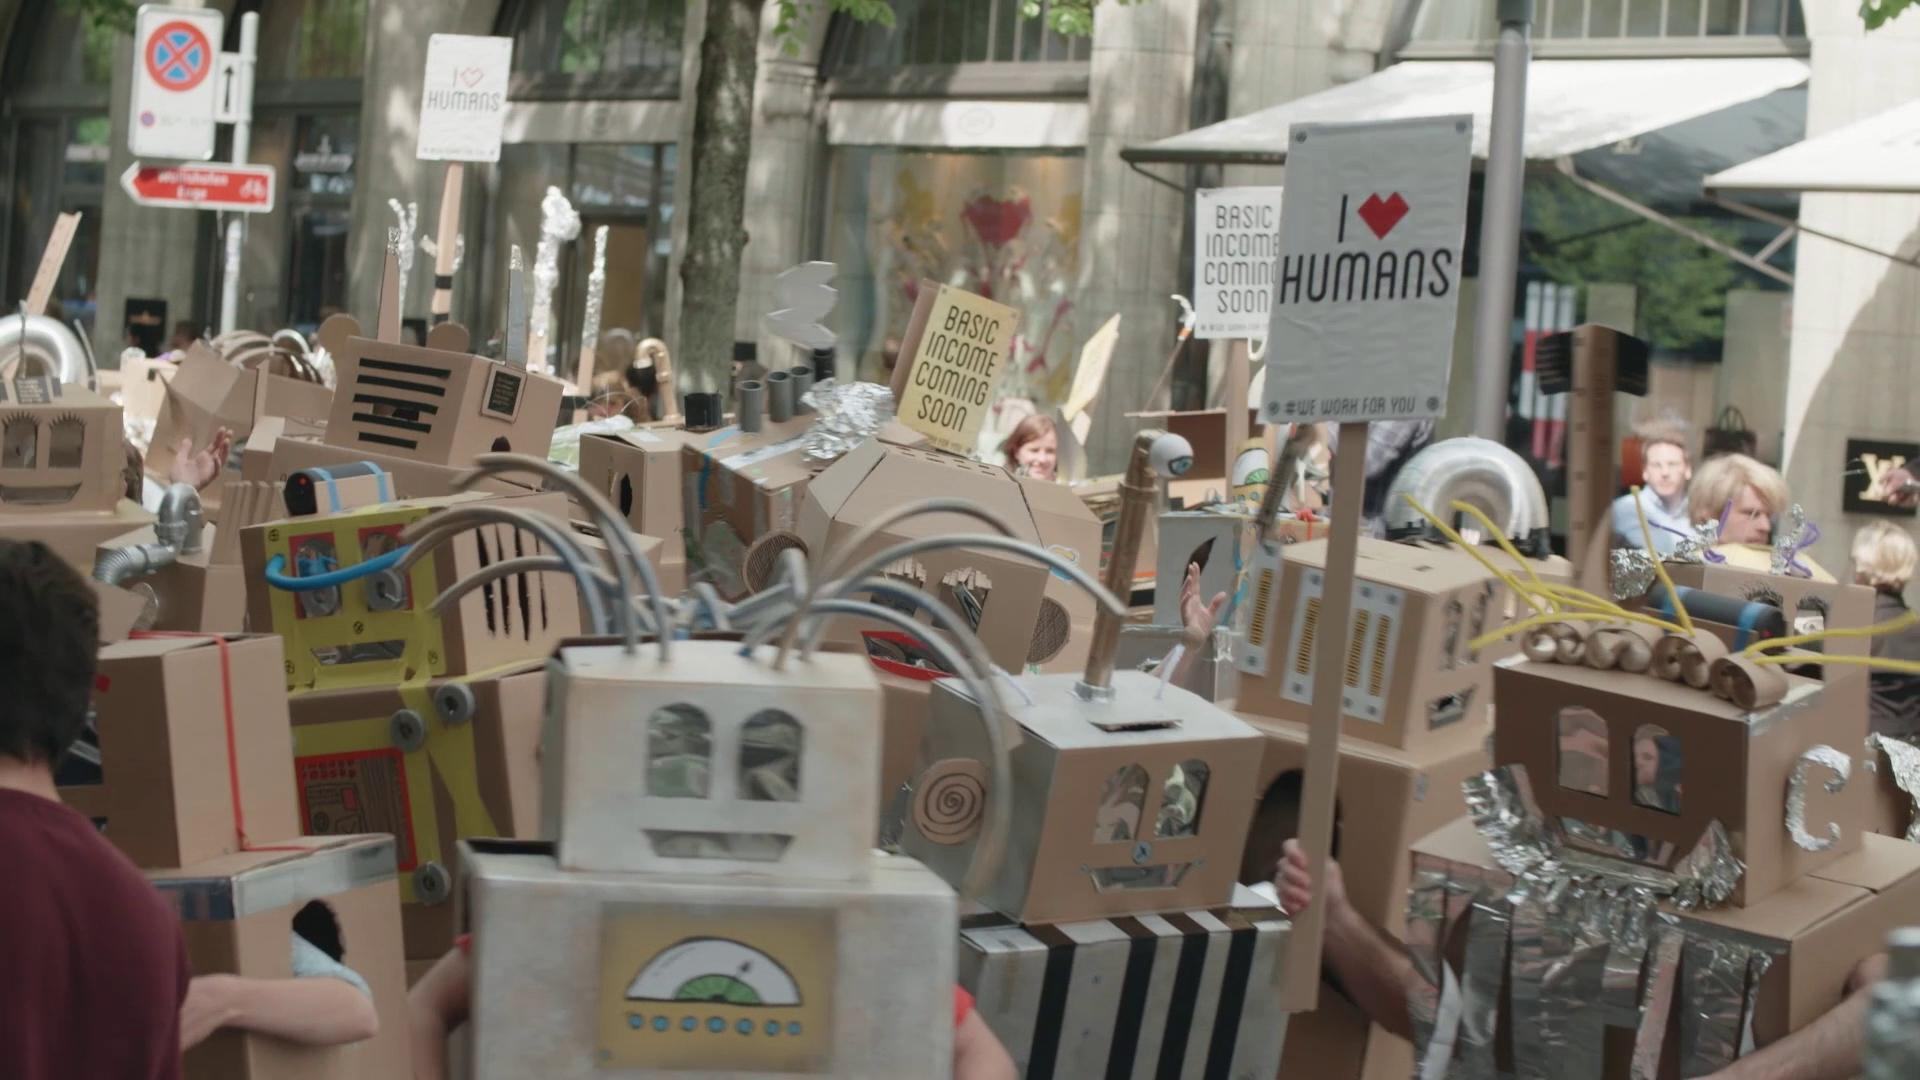 I ❤ 
HUMANS
BASIC
INCOME
COMING
SOON
BASIC
INCOME
COMING
SOON
I ❤
HUMANS
#WE WORK FOR YOU
C